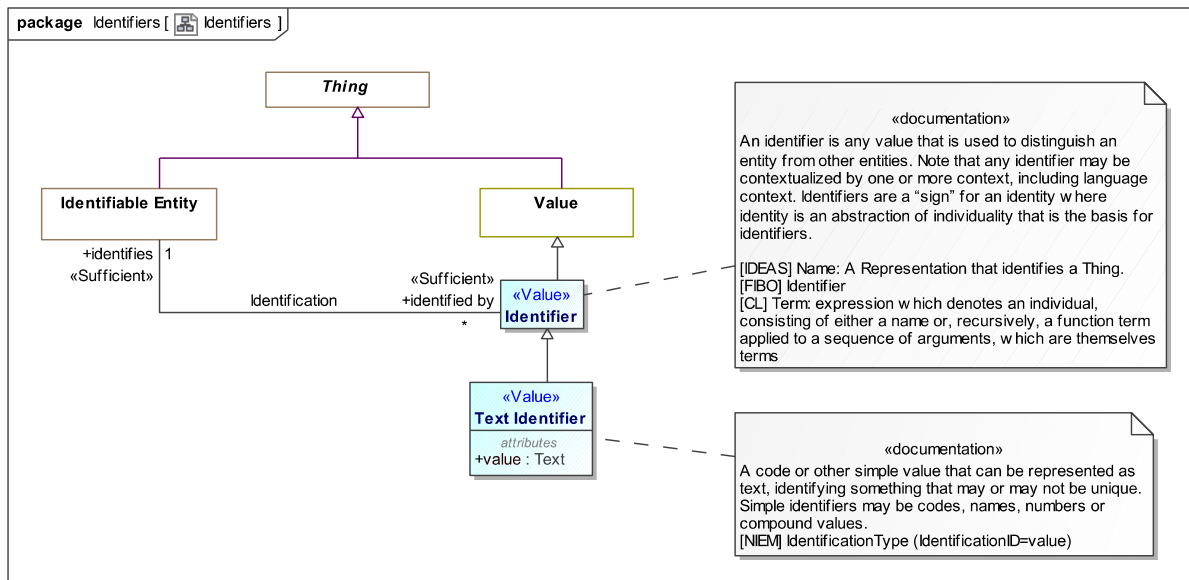 package Identifiers [ Identifiers ]
Thing
Identifiable Entity
Value
+identifies 1
«Sufficient»
Identification
«Sufficient»
+identified by
*
«Value»
Identifier
«Value»
Text Identifier
attributes
+value : Text
«documentation»
An identifier is any value that is used to distinguish an
entity from other entities. Note that any identifier may be
contextualized by one or more context, including language
context. Identifiers are a “sign” for an identity where
identity is an abstraction of individuality that is the basis for
identifiers.
[IDEAS] Name: A Representation that identifies a Thing.
[FIBO] Identifier
[CL] Term: expression which denotes an individual,
consisting of either a name or, recursively, a function term
applied to a sequence of arguments, which are themselves
terms
«documentation»
A code or other simple value that can be represented as
text, identifying something that may or may not be unique.
Simple identifiers may be codes, names, numbers or
compound values.
[NIEM] IdentificationType (IdentificationID=value)